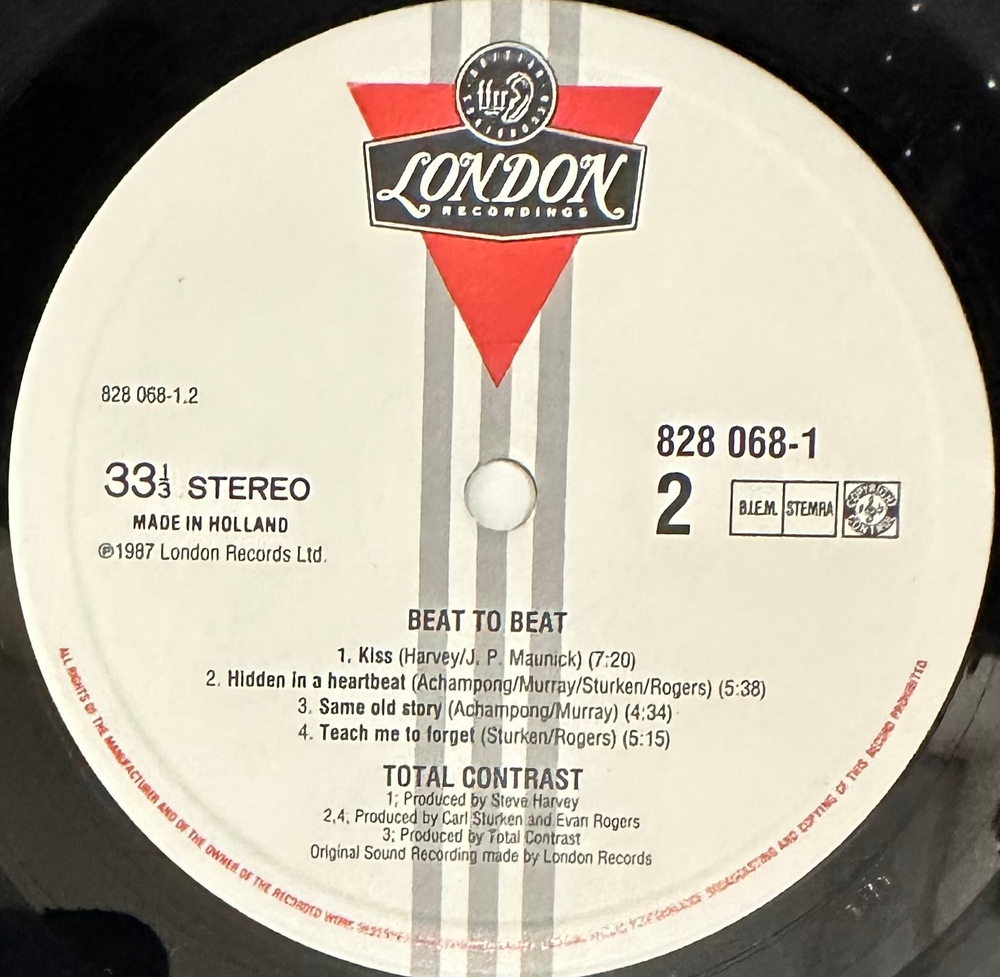 ffrr
LONDON
RECORDINGS
828 068-1.2
33⅓ STEREO
MADE IN HOLLAND
℗1987 London Records Ltd.
828 068-1
2
B.I.E.M. STEMRA
BEAT TO BEAT
1. Kiss (Harvey/J. P. Maunick) (7:20)
2. Hidden in a heartbeat (Achampong/Murray/Sturken/Rogers) (5:38)
3. Same old story (Achampong/Murray) (4:34)
4. Teach me to forget (Sturken/Rogers) (5:15)
TOTAL CONTRAST
1; Produced by Steve Harvey
2,4; Produced by Carl Sturken and Evan Rogers
3; Produced by Total Contrast
Original Sound Recording made by London Records
ALL RIGHTS OF THE MANUFACTURER AND OF THE OWNER OF THE RECORDED WORK BROADCASTING AND COPYING OF THIS RECORD PROHIBITED